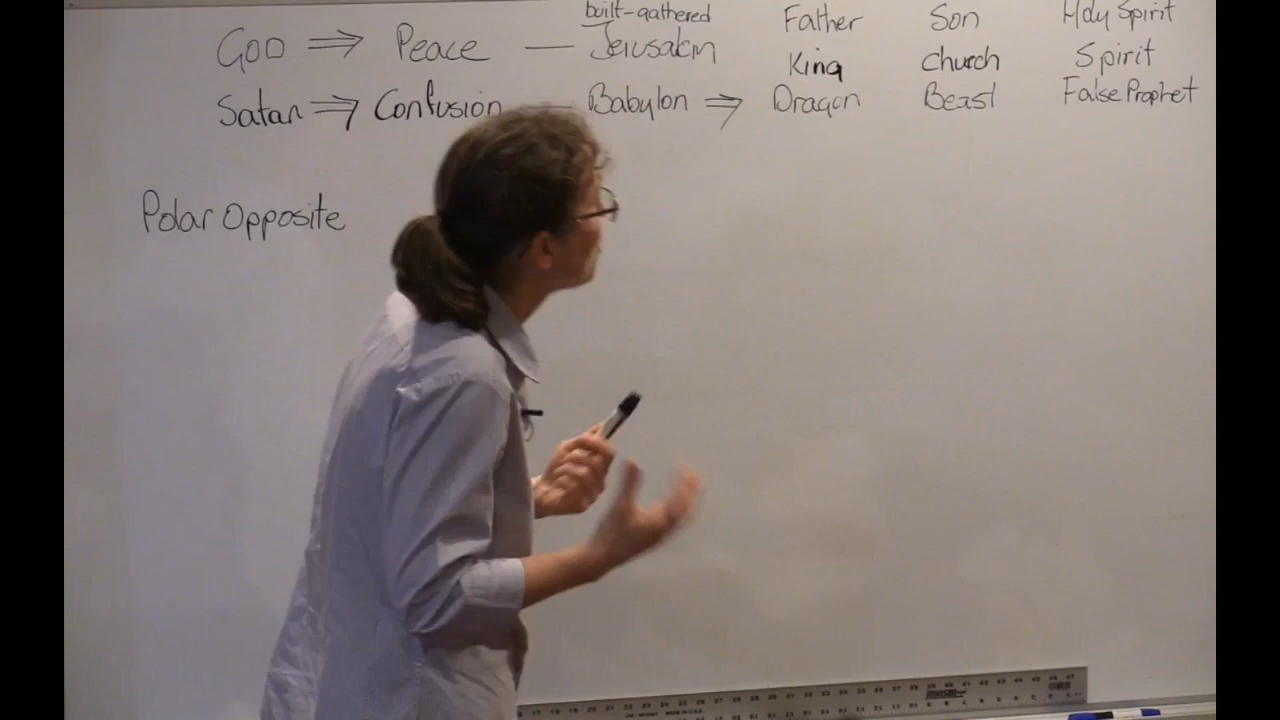 built-gathered Father Son Holy Spirit
God ⇒ Peace — Jerusalem King Church Spirit
Satan ⇒ Confusion — Babylon ⇒ Dragon Beast False Prophet
Polar Opposite